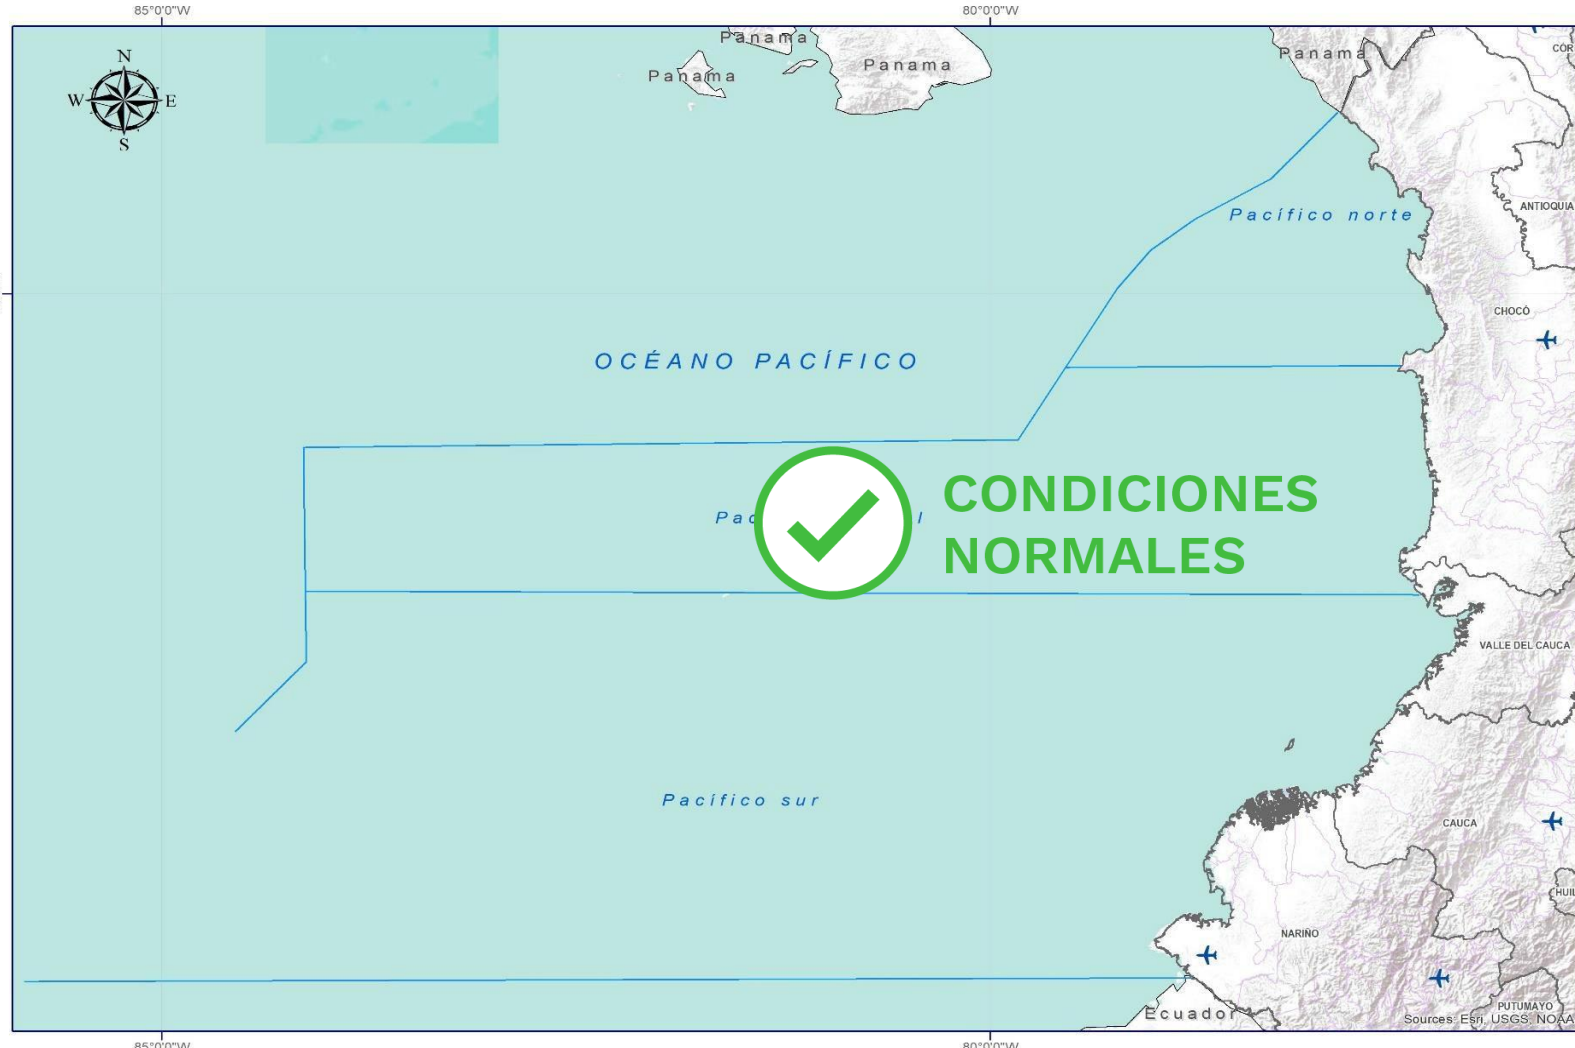 85°0'0"W
80°0'0"W
N
W
E
S
Panama
Panama
Panama
Panama
COR
ANTIOQUIA
Pacífico norte
CHOCÓ
OCÉANO PACÍFICO
CONDICIONES
NORMALES
VALLE DEL CAUCA
Pacífico sur
CAUCA
HUIL
NARIÑO
PUTUMAYO
Ecuador
Sources: Esri, USGS, NOAA
85°0'0"W
80°0'0"W